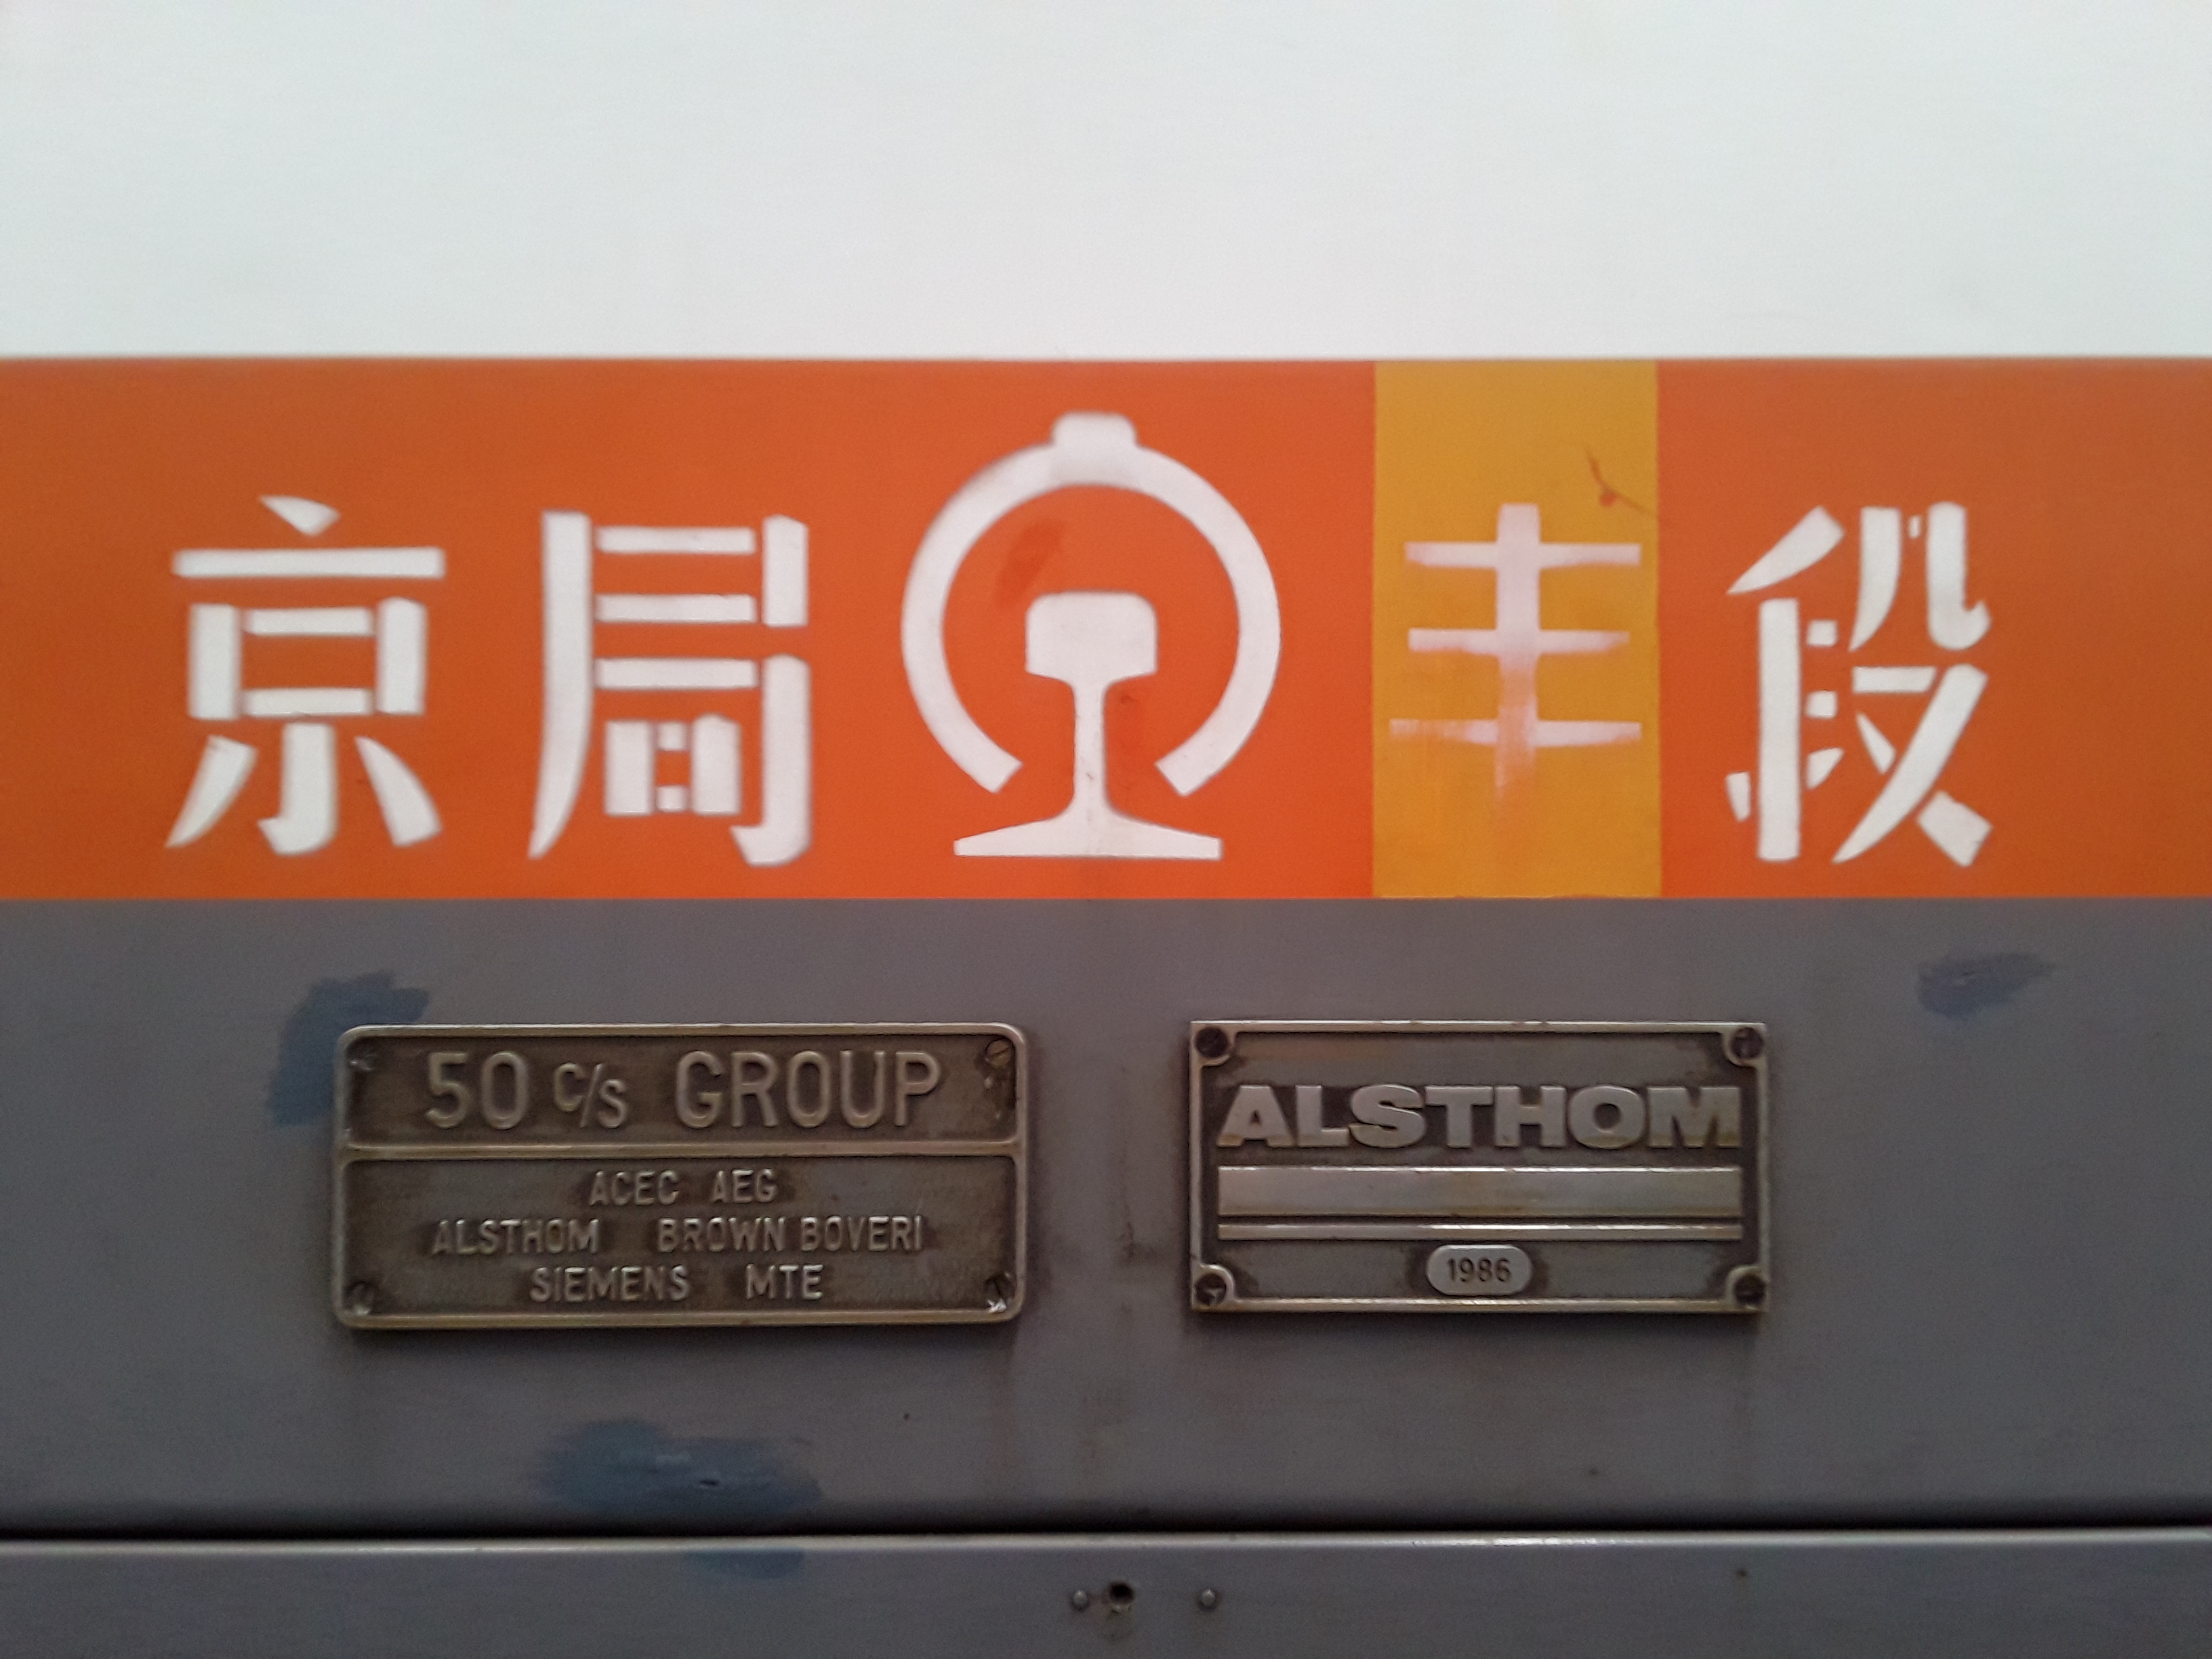 京局 丰段
50 c/s GROUP
ACEC AEG
ALSTHOM BROWN BOVERI
SIEMENS MTE
ALSTHOM
1986